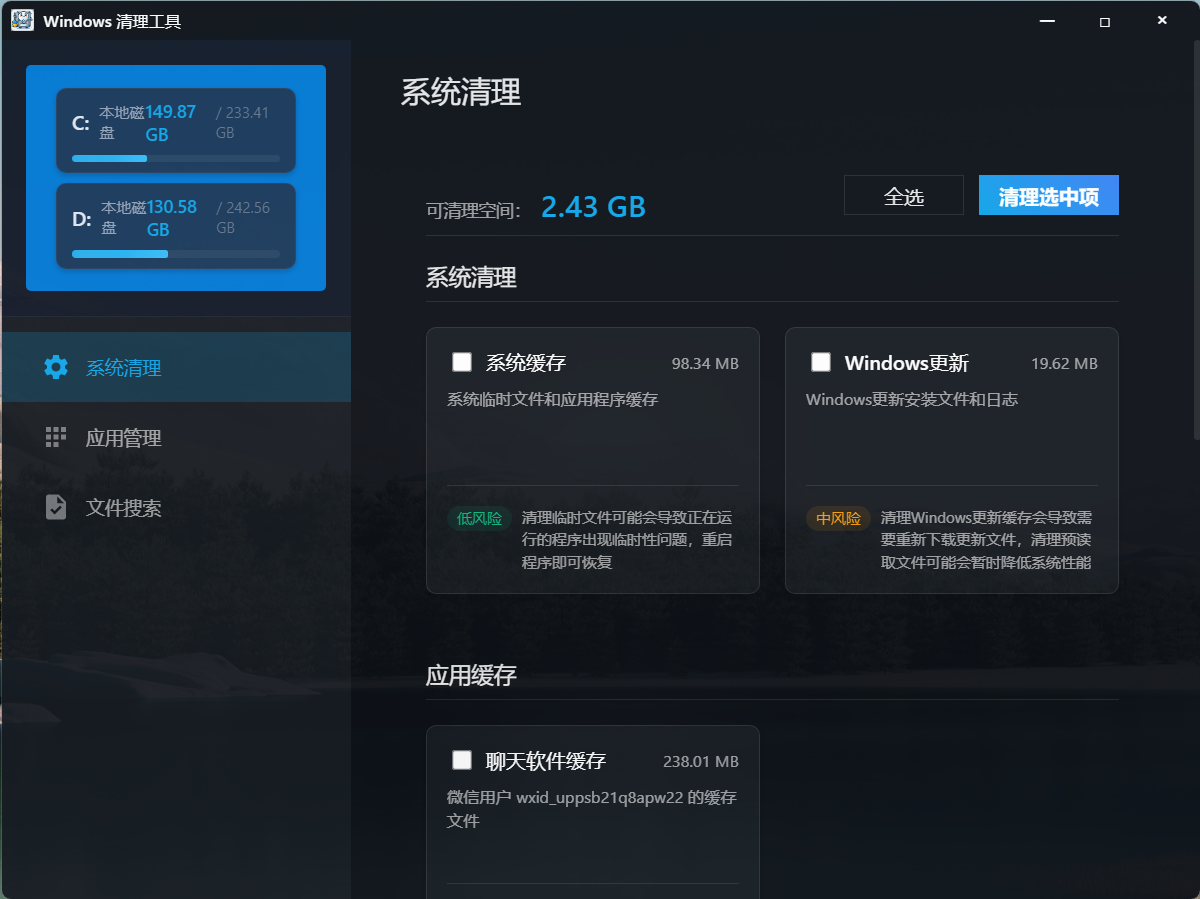 Windows 清理工具
C:
本地磁
盘
149.87
GB
/ 233.41
GB
D:
本地磁
盘
130.58
GB
/ 242.56
GB
系统清理
应用管理
文件搜索
系统清理
可清理空间: 2.43 GB
全选
清理选中项
系统清理
系统缓存 98.34 MB
系统临时文件和应用程序缓存
低风险
清理临时文件可能会导致正在运
行的程序出现临时性问题，重启
程序即可恢复
Windows更新 19.62 MB
Windows更新安装文件和日志
中风险
清理Windows更新缓存会导致需
要重新下载更新文件，清理预读
取文件可能会暂时降低系统性能
应用缓存
聊天软件缓存 238.01 MB
微信用户 wxid_uppsb21q8apw22 的缓存
文件